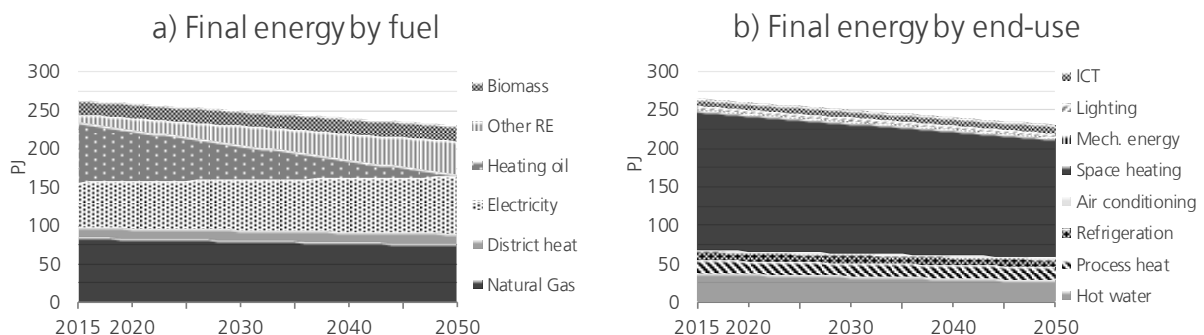 a) Final energy by fuel
300
250
200
150
100
50
0
PJ
2015 2020 2030 2040 2050
Biomass
Other RE
Heating oil
Electricity
District heat
Natural Gas
b) Final energy by end-use
300
250
200
150
100
50
0
PJ
2015 2020 2030 2040 2050
ICT
Lighting
Mech. energy
Space heating
Air conditioning
Refrigeration
Process heat
Hot water